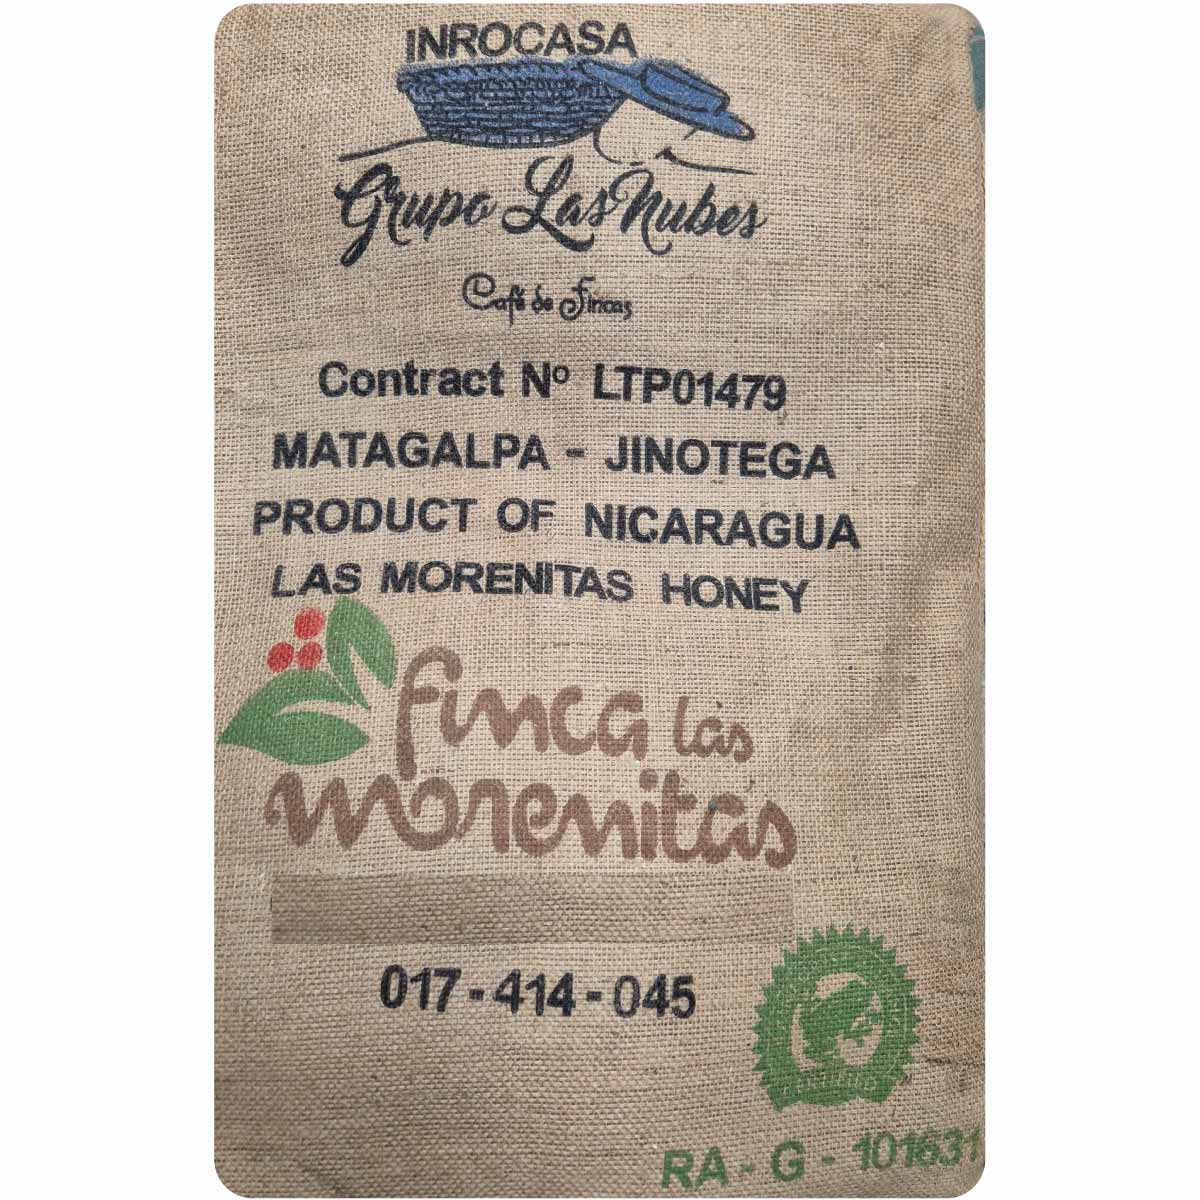 INROCASA
Grupo Las Nubes
Café de Fincas
Contract Nº LTP01479
MATAGALPA - JINOTEGA
PRODUCT OF NICARAGUA
LAS MORENITAS HONEY
finca las
morenitas
017-414-045
RA - G - 101631